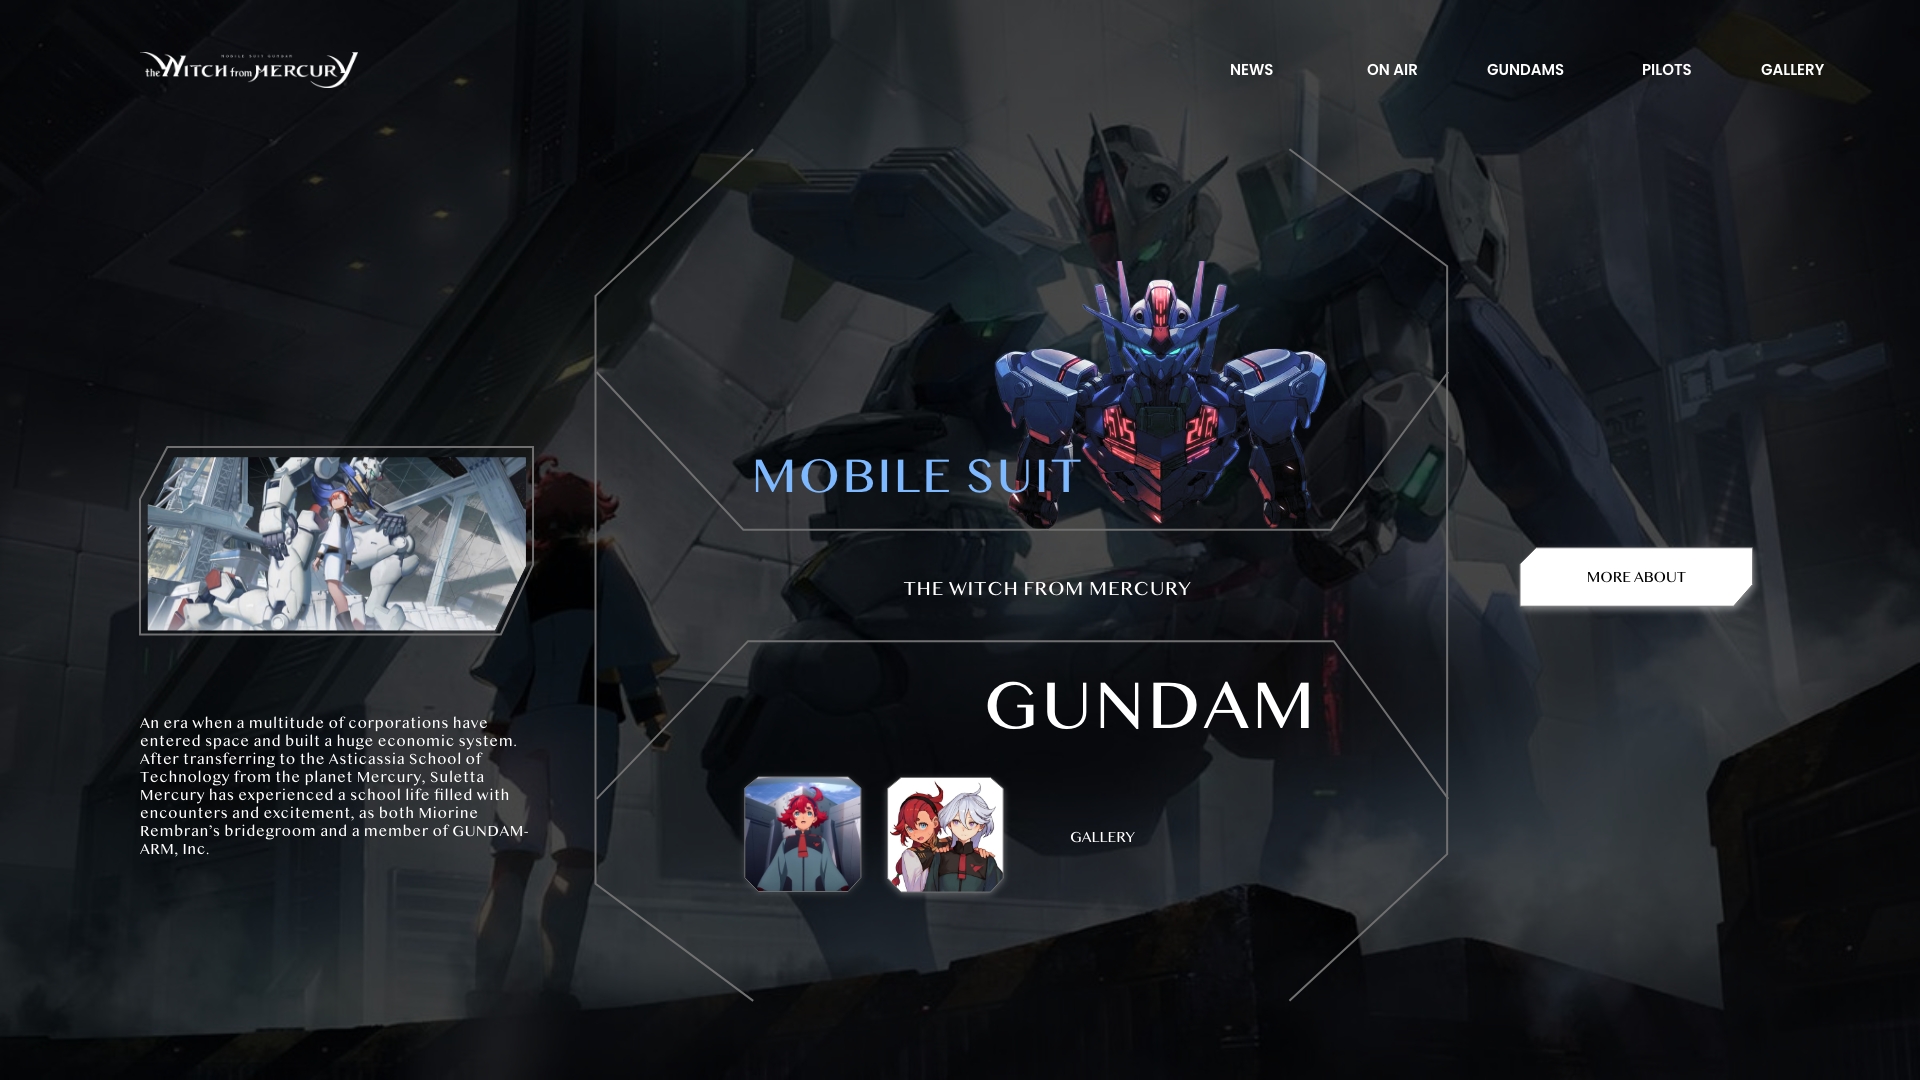 MOBILE SUIT GUNDAM
the WITCH from MERCURY
NEWS
ON AIR
GUNDAMS
PILOTS
GALLERY
MOBILE SUIT
THE WITCH FROM MERCURY
MORE ABOUT
GUNDAM
An era when a multitude of corporations have
entered space and built a huge economic system.
After transferring to the Asticassia School of
Technology from the planet Mercury, Suletta
Mercury has experienced a school life filled with
encounters and excitement, as both Miorine
Rembran’s bridegroom and a member of GUNDAM-
ARM, Inc.
GALLERY